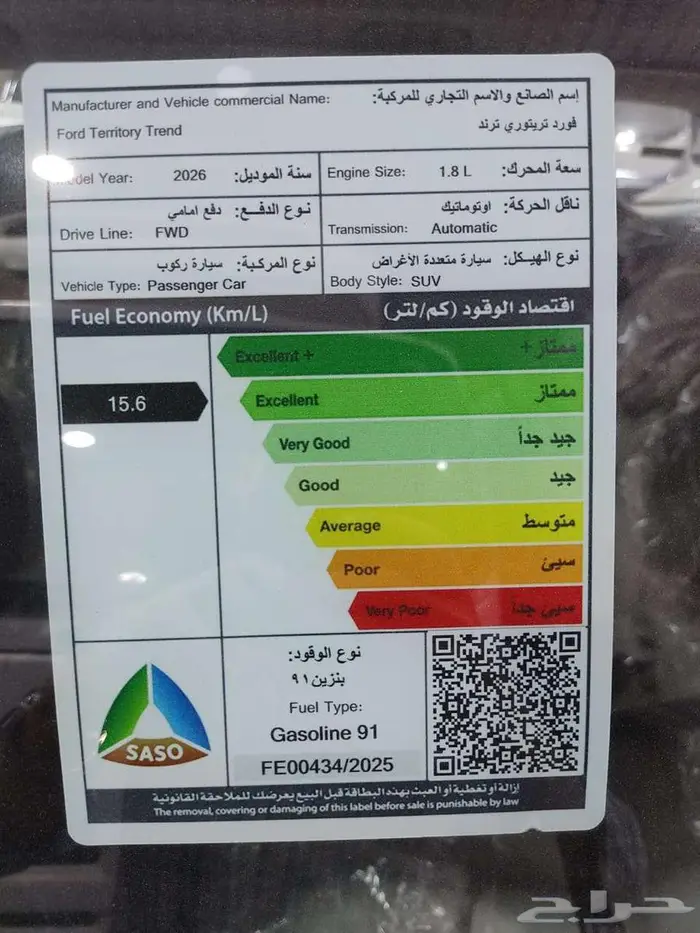 Manufacturer and Vehicle commercial Name: إسم الصانع والاسم التجاري للمركبة:
Ford Territory Trend فورد تريتوري ترند
Model Year: 2026 سنة الموديل:
Engine Size: 1.8 L سعة المحرك:
نوع الدفع: دفع امامي
Drive Line: FWD
ناقل الحركة: اوتوماتيك
Transmission: Automatic
نوع المركبة: سيارة ركوب
Vehicle Type: Passenger Car
نوع الهيكل: سيارة متعددة الأغراض
Body Style: SUV
Fuel Economy (Km/L) اقتصاد الوقود (كم/لتر)
Excellent + ممتاز +
15.6
Excellent ممتاز
Very Good جيد جداً
Good جيد
Average متوسط
Poor سيئ
Very Poor سيئ جداً
SASO
نوع الوقود:
بنزين ٩١
Fuel Type:
Gasoline 91
FE00434/2025
إزالة أو تغطية أو العبث بهذه البطاقة قبل البيع يعرضك للملاحقة القانونية
The removal, covering or damaging of this label before sale is punishable by law
حراج